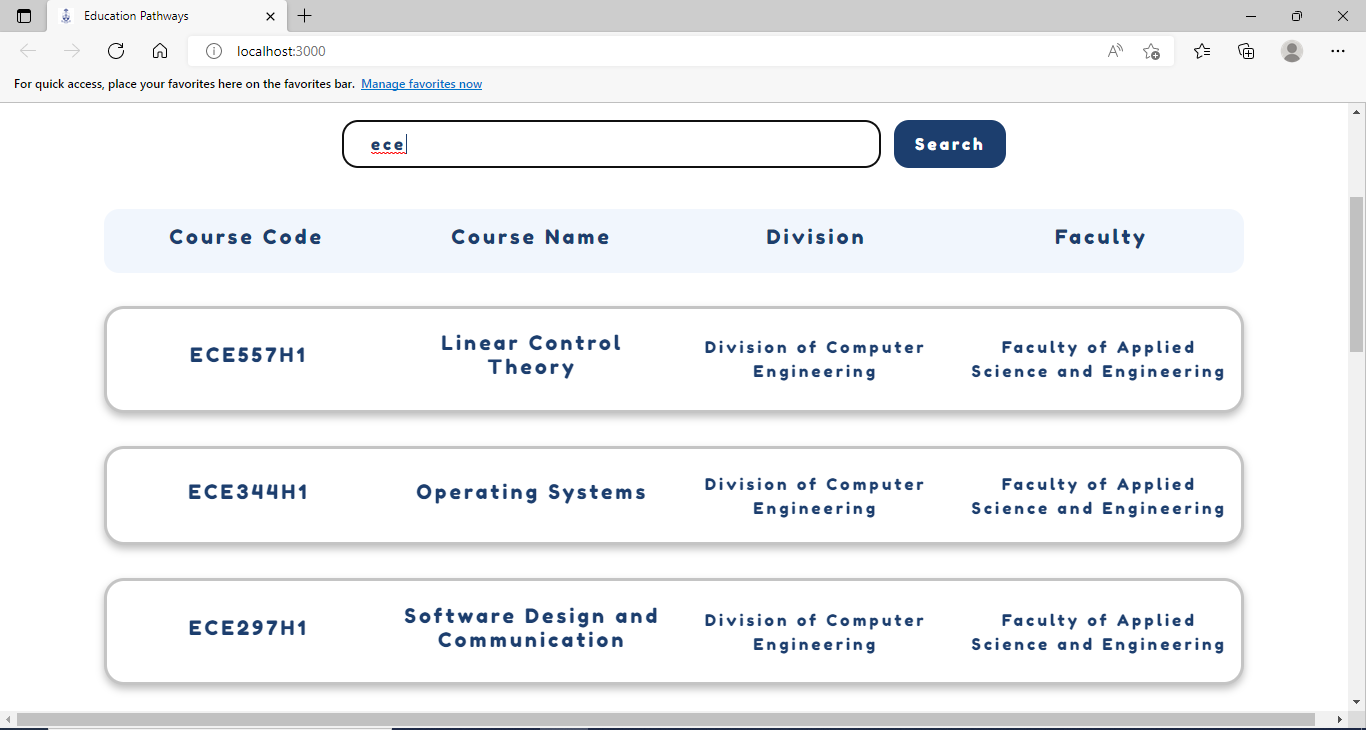 Education Pathways
localhost:3000
For quick access, place your favorites here on the favorites bar. Manage favorites now
ece Search
Course Code Course Name Division Faculty
ECE557H1
Linear Control
Theory
Division of Computer
Engineering
Faculty of Applied
Science and Engineering
ECE344H1
Operating Systems
Division of Computer
Engineering
Faculty of Applied
Science and Engineering
ECE297H1
Software Design and
Communication
Division of Computer
Engineering
Faculty of Applied
Science and Engineering